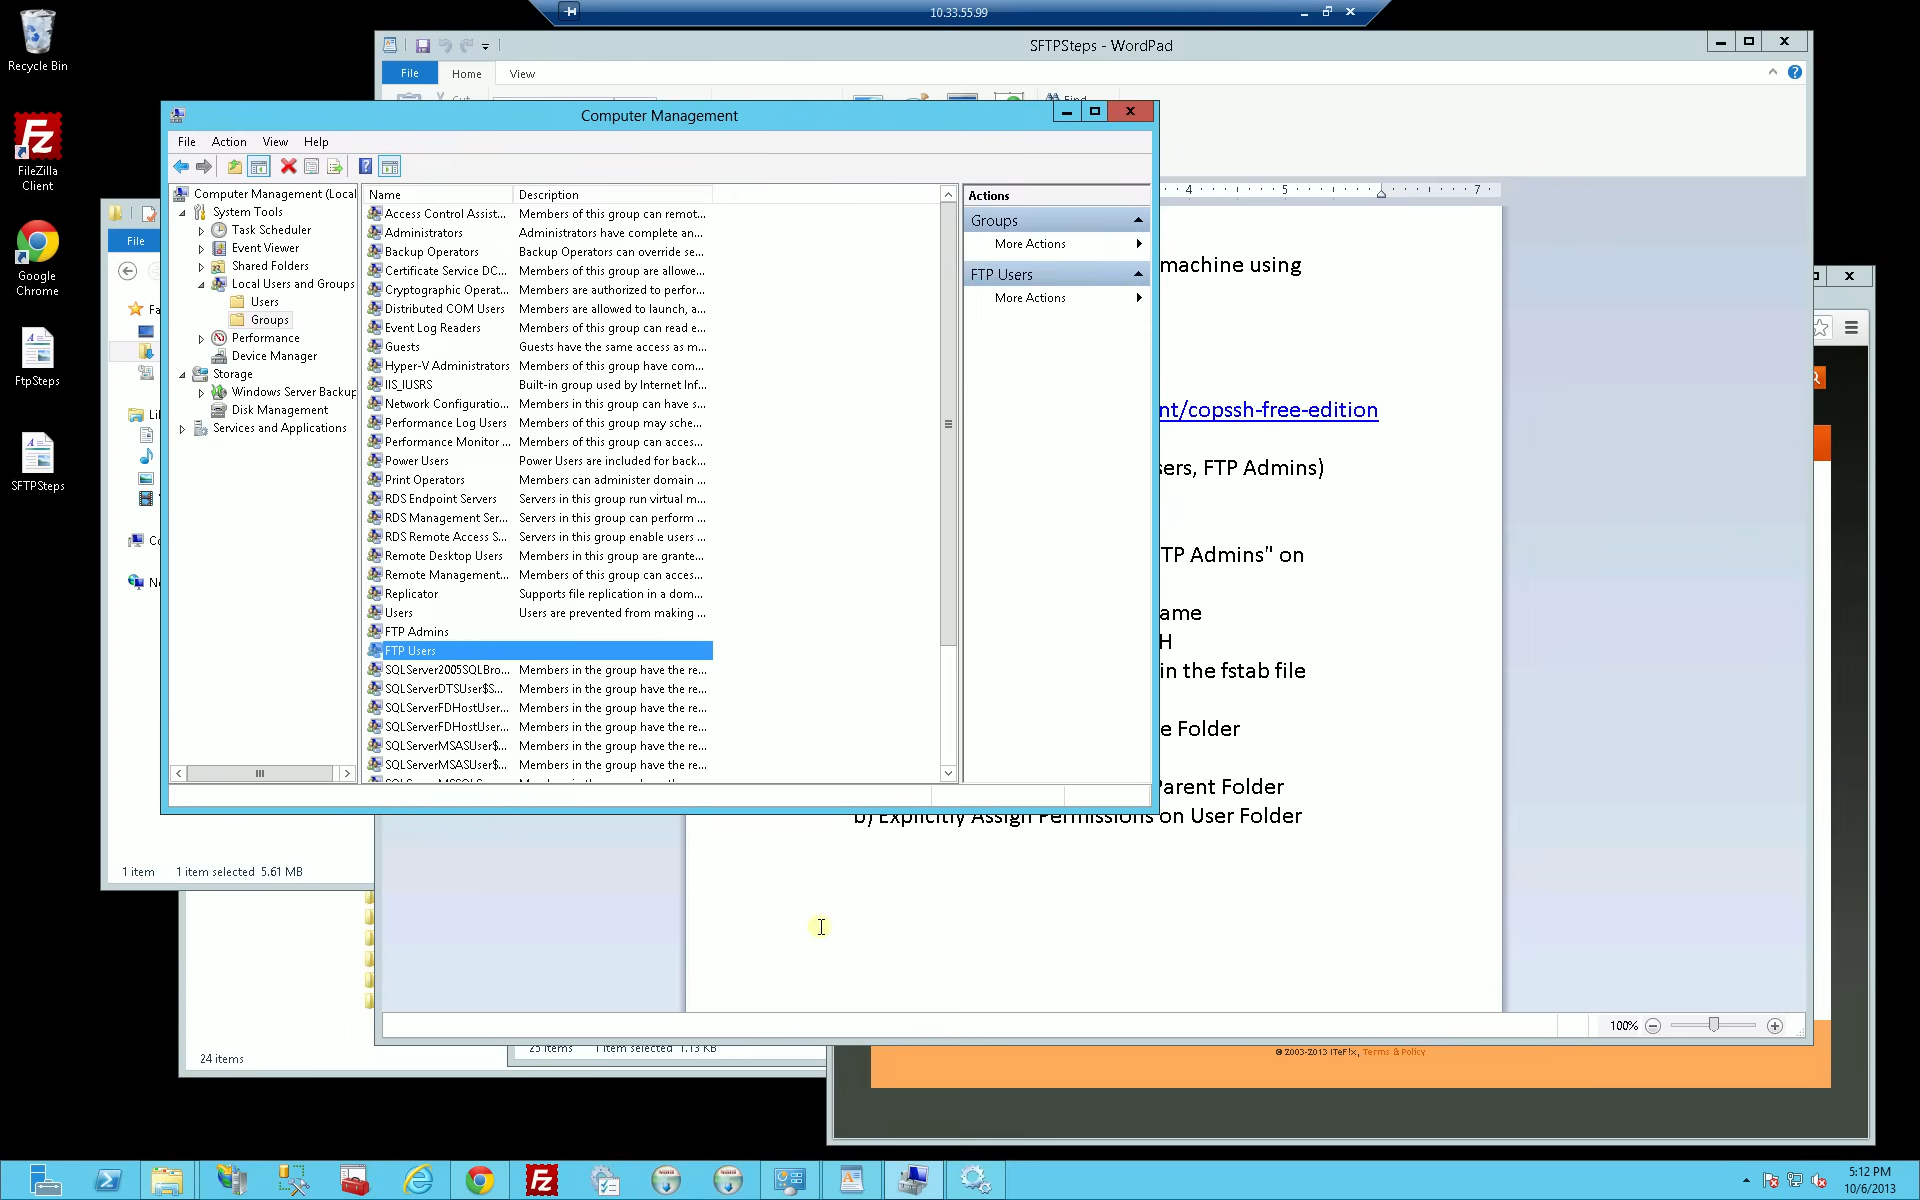 10.33.55.99
Recycle Bin
FileZilla
Client
Google
Chrome
FtpSteps
SFTPSteps
SFTPSteps - WordPad
File Home View
Find
Computer Management
File Action View Help
Computer Management (Local
System Tools
Task Scheduler
Event Viewer
Shared Folders
Local Users and Groups
Users
Groups
Performance
Device Manager
Storage
Windows Server Backup
Disk Management
Services and Applications
Name Description
Access Control Assist... Members of this group can remot...
Administrators Administrators have complete an...
Backup Operators Backup Operators can override se...
Certificate Service DC... Members of this group are allowe...
Cryptographic Operat... Members are authorized to perfor...
Distributed COM Users Members are allowed to launch, a...
Event Log Readers Members of this group can read e...
Guests Guests have the same access as m...
Hyper-V Administrators Members of this group have com...
IIS_IUSRS Built-in group used by Internet Inf...
Network Configuratio... Members in this group can have s...
Performance Log Users Members of this group may sche...
Performance Monitor ... Members of this group can acces...
Power Users Power Users are included for back...
Print Operators Members can administer domain ...
RDS Endpoint Servers Servers in this group run virtual m...
RDS Management Ser... Servers in this group can perform ...
RDS Remote Access S... Servers in this group enable users ...
Remote Desktop Users Members in this group are grante...
Remote Management... Members of this group can acces...
Replicator Supports file replication in a dom...
Users Users are prevented from making ...
FTP Admins
FTP Users
SQLServer2005SQLBro... Members in the group have the re...
SQLServerDTSUser$S... Members in the group have the re...
SQLServerFDHostUser... Members in the group have the re...
SQLServerFDHostUser... Members in the group have the re...
SQLServerMSASUser$... Members in the group have the re...
SQLServerMSASUser$... Members in the group have the re...
Actions
Groups
More Actions
FTP Users
More Actions
File
Fa
Li
Co
Ne
1 item 1 item selected 5.61 MB
24 items
25 items 1 item selected 1.13 KB
4 5 7
machine using
nt/copssh-free-edition
sers, FTP Admins)
TP Admins" on
ame
H
in the fstab file
e Folder
Parent Folder
b) Explicitly Assign Permissions on User Folder
100%
© 2003-2013 ITeF!x, Terms & Policy
5:12 PM
10/6/2013